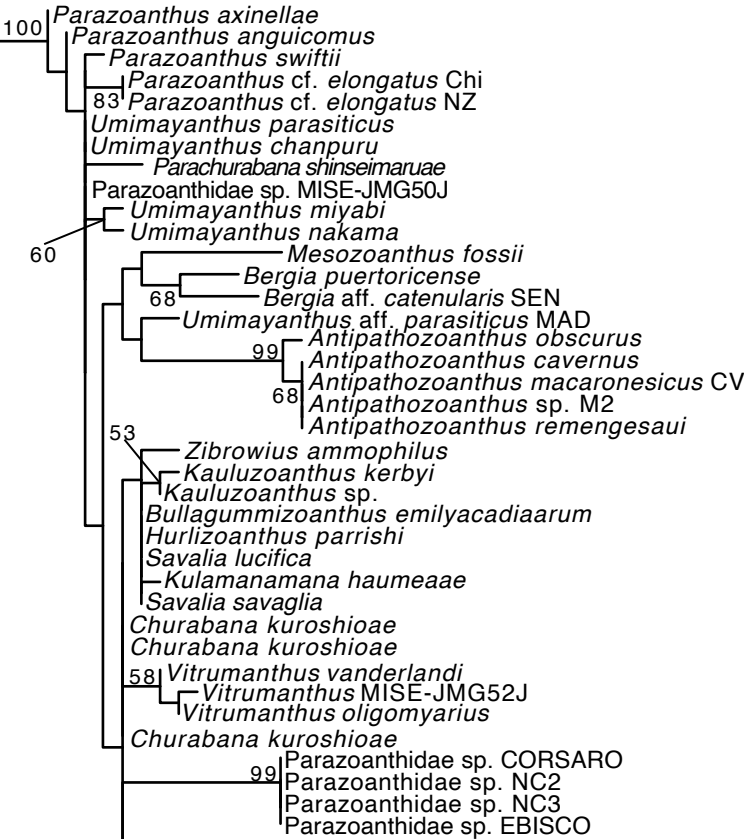 100
Parazoanthus axinellae
Parazoanthus anguicomus
Parazoanthus swiftii
Parazoanthus cf. elongatus Chi
83
Parazoanthus cf. elongatus NZ
Umimayanthus parasiticus
Umimayanthus chanpuru
Parachurabana shinseimaruae
Parazoanthidae sp. MISE-JMG50J
Umimayanthus miyabi
Umimayanthus nakama
60
Mesozoanthus fossii
Bergia puertoricense
68
Bergia aff. catenularis SEN
Umimayanthus aff. parasiticus MAD
Antipathozoanthus obscurus
99
Antipathozoanthus cavernus
Antipathozoanthus macaronesicus CV
68
Antipathozoanthus sp. M2
Antipathozoanthus remengesaui
53
Zibrowius ammophilus
Kauluzoanthus kerbyi
Kauluzoanthus sp.
Bullagummizoanthus emilyacadiaarum
Hurlizoanthus parrishi
Savalia lucifica
Kulamanamana haumeaae
Savalia savaglia
Churabana kuroshioae
Churabana kuroshioae
58
Vitrumanthus vanderlandi
Vitrumanthus MISE-JMG52J
Vitrumanthus oligomyarius
Churabana kuroshioae
Parazoanthidae sp. CORSARO
99
Parazoanthidae sp. NC2
Parazoanthidae sp. NC3
Parazoanthidae sp. EBISCO